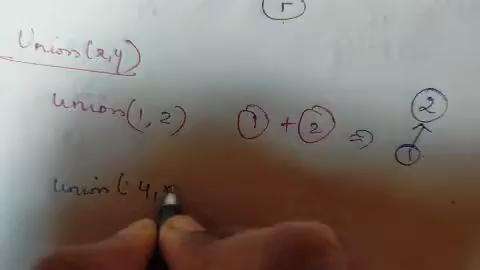 r
Union(x,y)
union(1, 2) 1 + 2 ⇒ 2
1
union( 4,